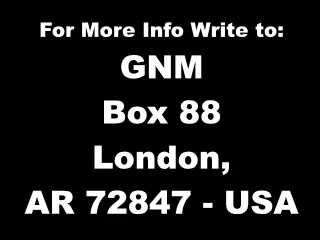 For More Info Write to:
GNM
Box 88
London,
AR 72847 - USA